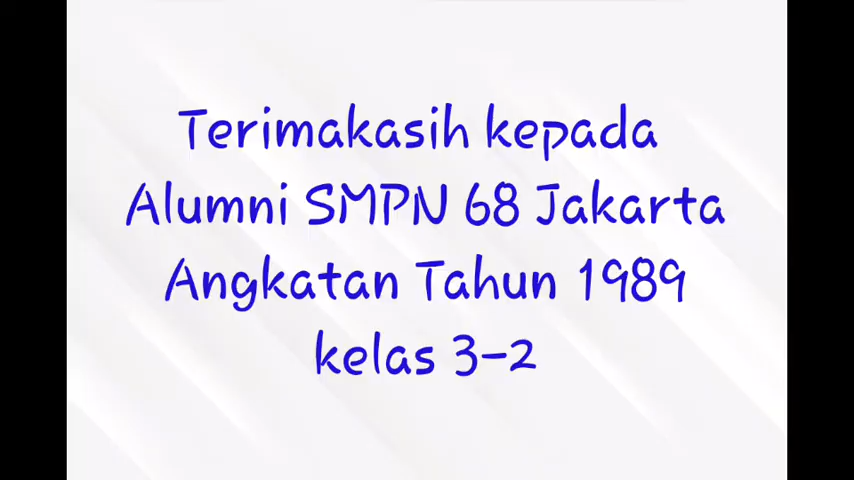 Terimakasih kepada
Alumni SMPN 68 Jakarta
Angkatan Tahun 1989
kelas 3-2